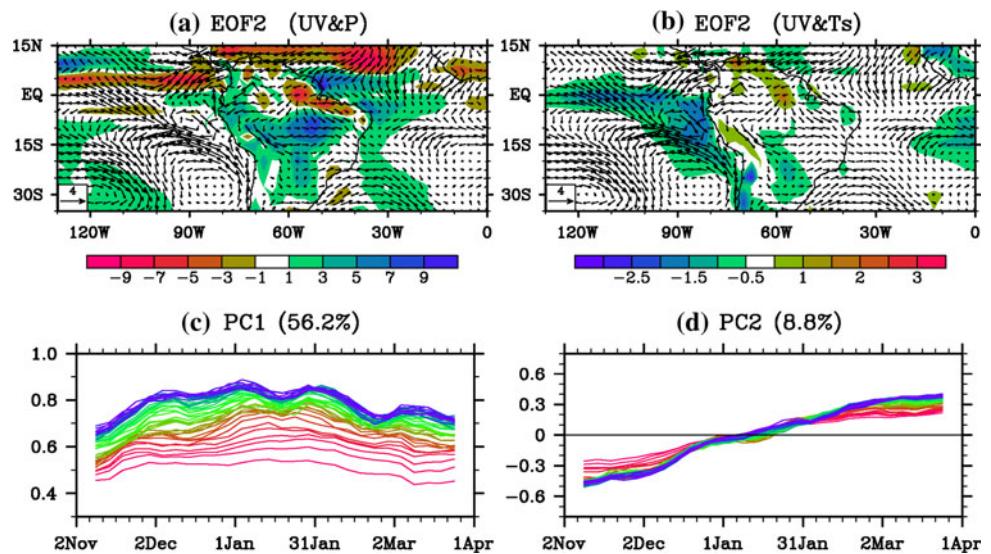 (a) EOF2 (UV&P)
15N
EQ
15S
30S
4
120W 90W 60W 30W 0
−9 −7 −5 −3 −1 1 3 5 7 9
(b) EOF2 (UV&Ts)
15N
EQ
15S
30S
4
120W 90W 60W 30W 0
−2.5 −1.5 −0.5 1 2 3
(c) PC1 (56.2%)
1.0
0.8
0.6
0.4
2Nov 2Dec 1Jan 31Jan 2Mar 1Apr
(d) PC2 (8.8%)
0.6
0.3
0
−0.3
−0.6
2Nov 2Dec 1Jan 31Jan 2Mar 1Apr